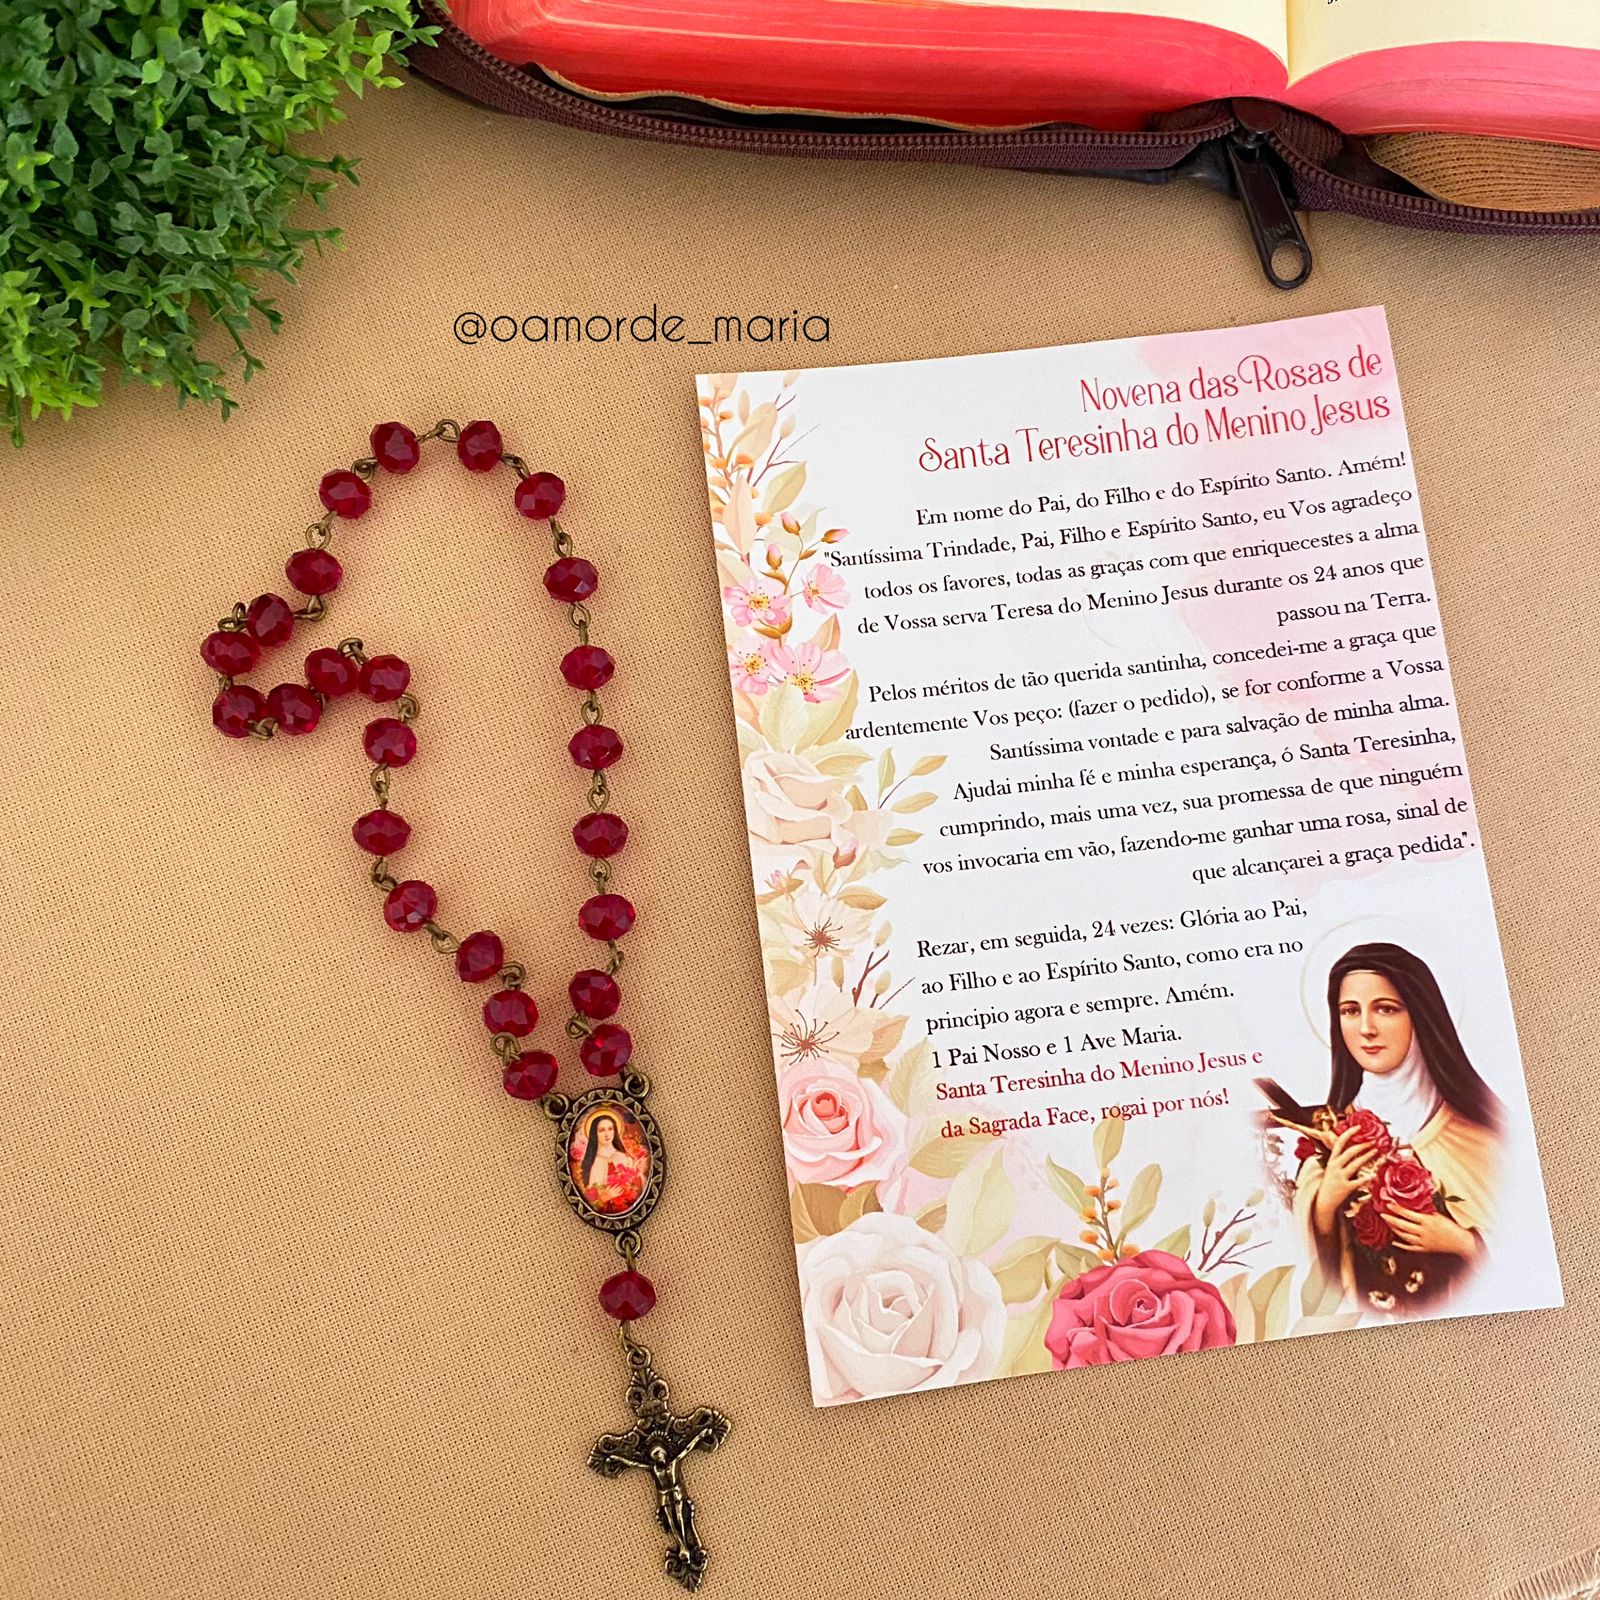 @oamorde_maria
Novena das Rosas de
Santa Teresinha do Menino Jesus
Em nome do Pai, do Filho e do Espírito Santo. Amém!
"Santíssima Trindade, Pai, Filho e Espírito Santo, eu Vos agradeço
todos os favores, todas as graças com que enriquecestes a alma
de Vossa serva Teresa do Menino Jesus durante os 24 anos que
passou na Terra.
Pelos méritos de tão querida santinha, concedei-me a graça que
ardentemente Vos peço: (fazer o pedido), se for conforme a Vossa
Santíssima vontade e para salvação de minha alma.
Ajudai minha fé e minha esperança, ó Santa Teresinha,
cumprindo, mais uma vez, sua promessa de que ninguém
vos invocaria em vão, fazendo-me ganhar uma rosa, sinal de
que alcançarei a graça pedida".
Rezar, em seguida, 24 vezes: Glória ao Pai,
ao Filho e ao Espírito Santo, como era no
principio agora e sempre. Amém.
1 Pai Nosso e 1 Ave Maria.
Santa Teresinha do Menino Jesus e
da Sagrada Face, rogai por nós!